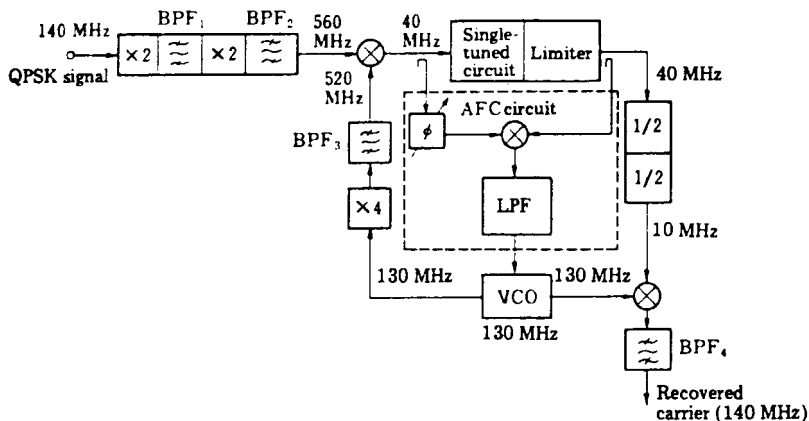 140 MHz
QPSK signal
×2
BPF₁
×2
BPF₂
560
MHz
40
MHz
Single-
tuned
circuit
Limiter
40 MHz
520
MHz
AFC circuit
ϕ
BPF₃
×4
LPF
1/2
1/2
10 MHz
130 MHz
VCO
130 MHz
130 MHz
BPF₄
Recovered
carrier (140 MHz)